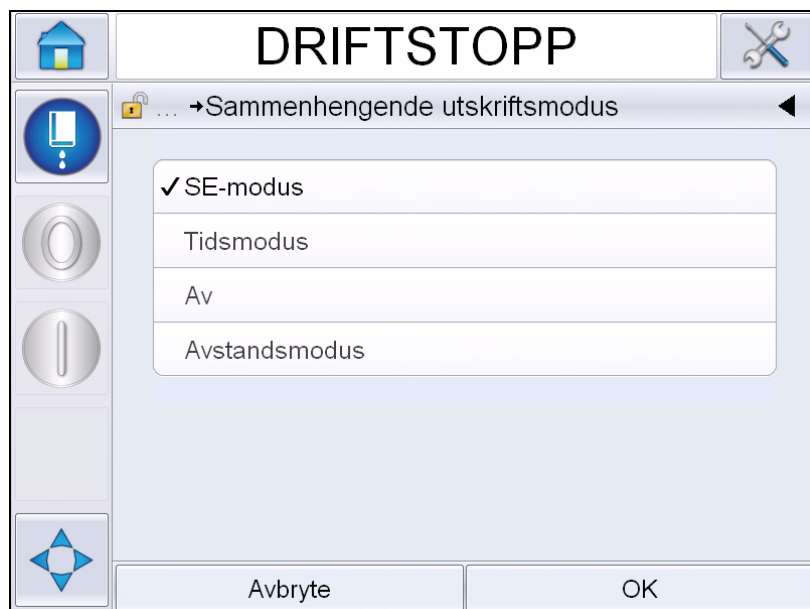 DRIFTSTOPP
... →Sammenhengende utskriftsmodus
✓ SE-modus
Tidsmodus
Av
Avstandsmodus
Avbryte
OK